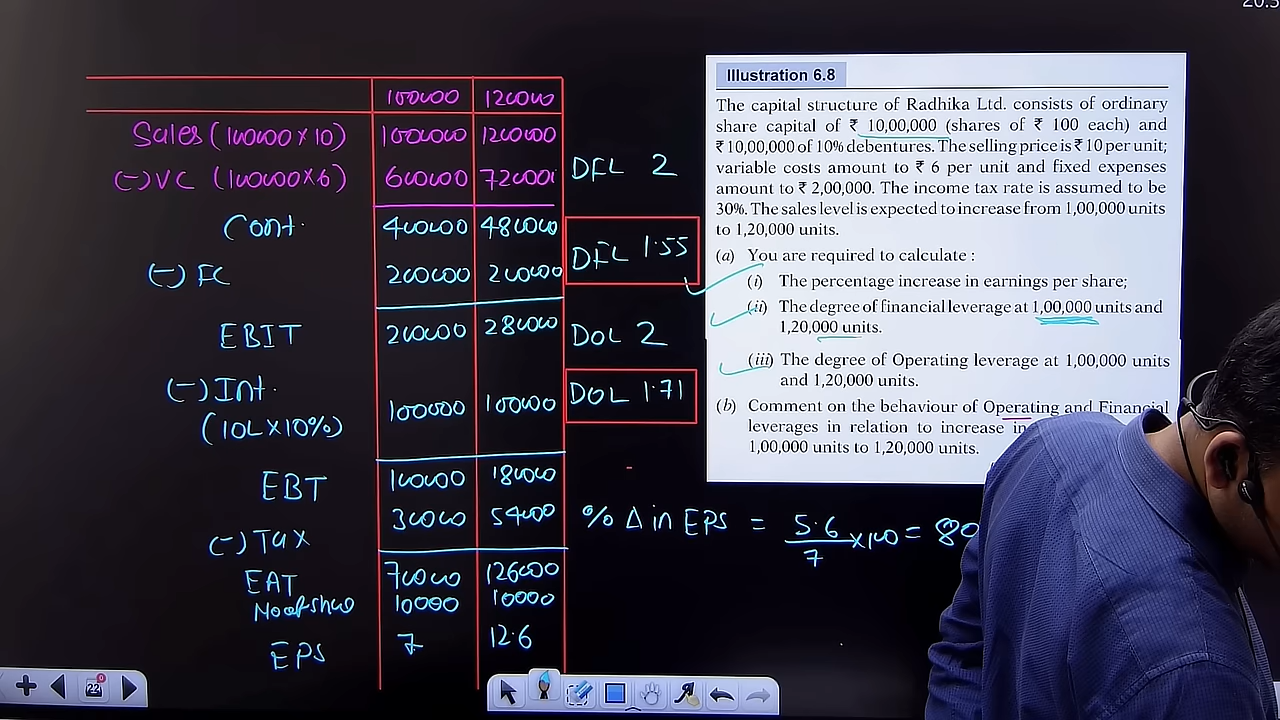 20:3
100000 120000
Sales (100000×10) 1000000 1200000
(-) VC (100000×6) 600000 720000
Cont. 400000 480000
(-) FC 200000 200000
EBIT 200000 280000
(-) Int.
(10L×10%) 100000 100000
EBT 100000 180000
(-) Tax 30000 54000
EAT 70000 126000
No of share 10000 10000
EPS 7 12.6
DFL 2
DFL 1.55
DOL 2
DOL 1.71
% Δ in EPS = 5.6/7 ×100 = 80
Illustration 6.8
The capital structure of Radhika Ltd. consists of ordinary
share capital of ₹ 10,00,000 (shares of ₹ 100 each) and
₹ 10,00,000 of 10% debentures. The selling price is ₹ 10 per unit;
variable costs amount to ₹ 6 per unit and fixed expenses
amount to ₹ 2,00,000. The income tax rate is assumed to be
30%. The sales level is expected to increase from 1,00,000 units
to 1,20,000 units.
(a) You are required to calculate :
(i) The percentage increase in earnings per share;
(ii) The degree of financial leverage at 1,00,000 units and
1,20,000 units.
(iii) The degree of Operating leverage at 1,00,000 units
and 1,20,000 units.
(b) Comment on the behaviour of Operating and Financial
leverages in relation to increase in
1,00,000 units to 1,20,000 units.
22